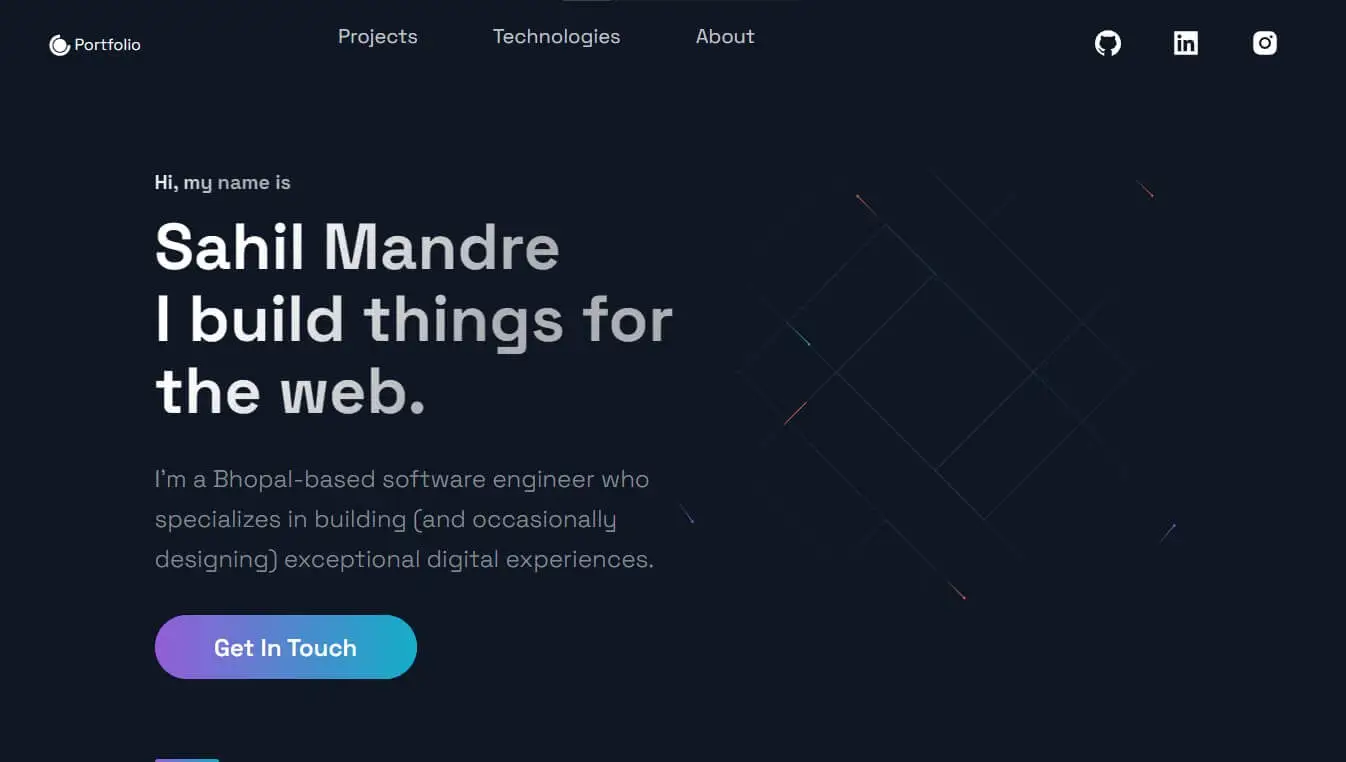 Portfolio
Projects
Technologies
About
Hi, my name is
Sahil Mandre
I build things for
the web.
I'm a Bhopal-based software engineer who
specializes in building (and occasionally
designing) exceptional digital experiences.
Get In Touch